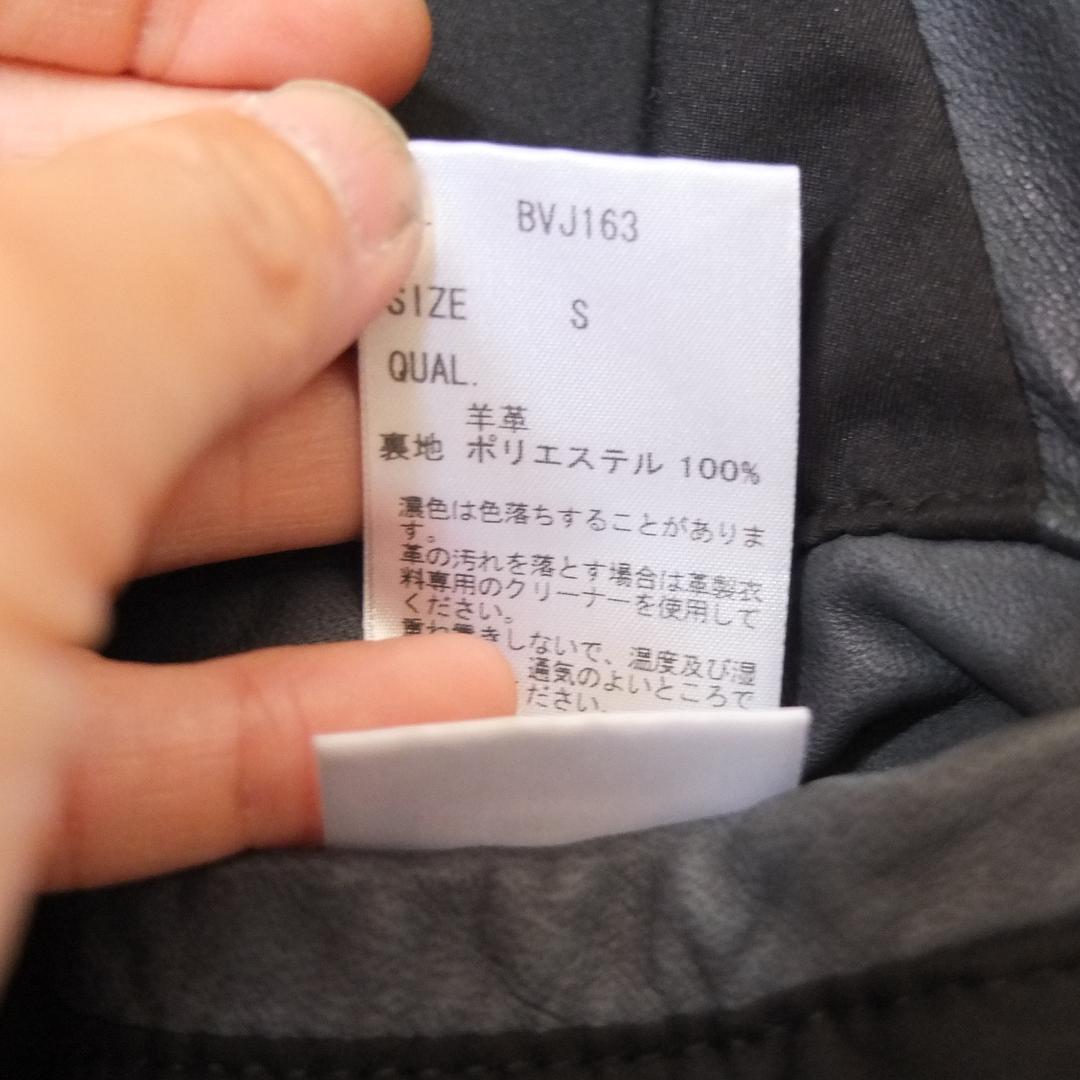 BVJ163
SIZE S
QUAL.
羊革
裏地 ポリエステル 100%
濃色は色落ちすることがありま
す。
革の汚れを落とす場合は革製衣
料専用のクリーナーを使用して
ください。
重ね置きしないで、温度及び湿
通気のよいところで
ださい。